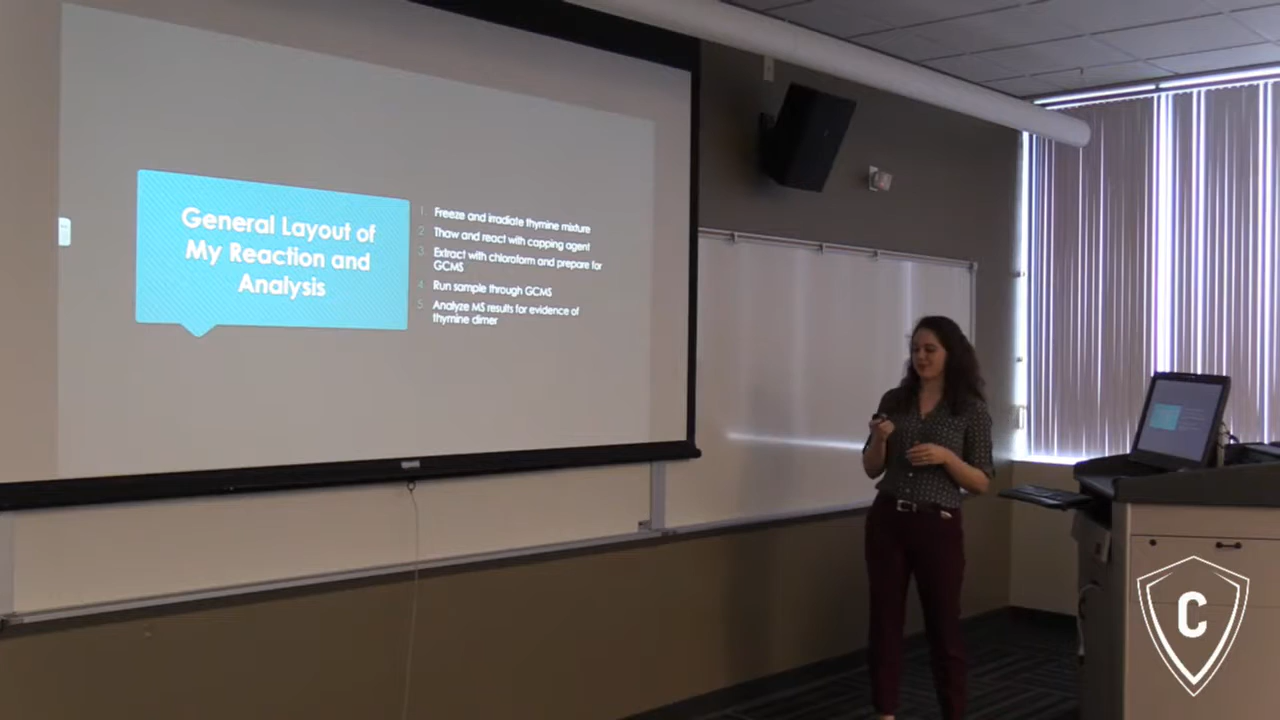 General Layout of
My Reaction and
Analysis
1. Freeze and irradiate thymine mixture
2. Thaw and react with capping agent
3. Extract with chloroform and prepare for
GCMS
4. Run sample through GCMS
5. Analyze MS results for evidence of
thymine dimer
C